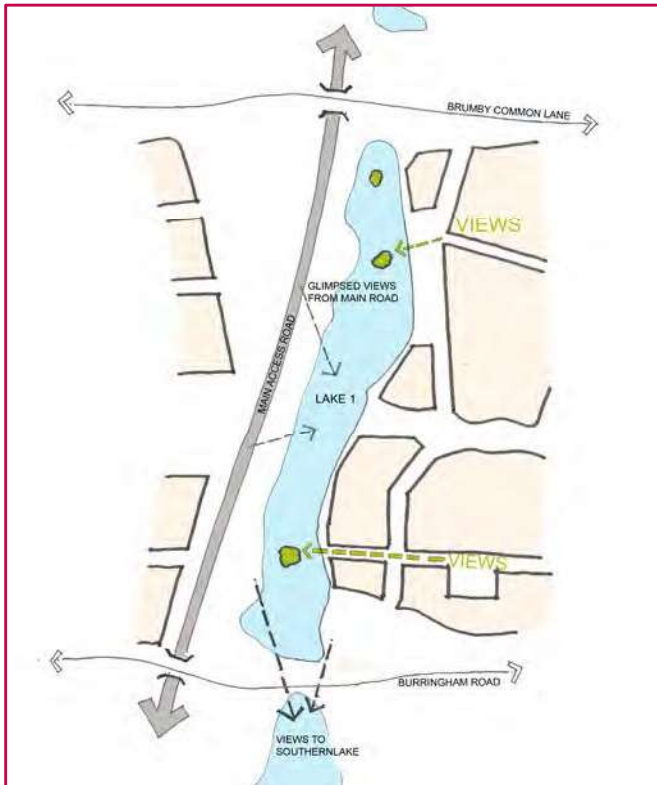 BRUMBY COMMON LANE
VIEWS
GLIMPSED VIEWS
FROM MAIN ROAD
MAIN ACCESS ROAD
LAKE 1
VIEWS
BURRINGHAM ROAD
VIEWS TO
SOUTHERNLAKE